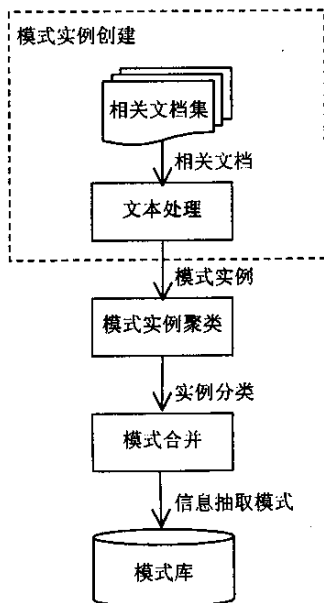 模式实例创建
相关文档集
相关文档
文本处理
模式实例
模式实例聚类
实例分类
模式合并
信息抽取模式
模式库